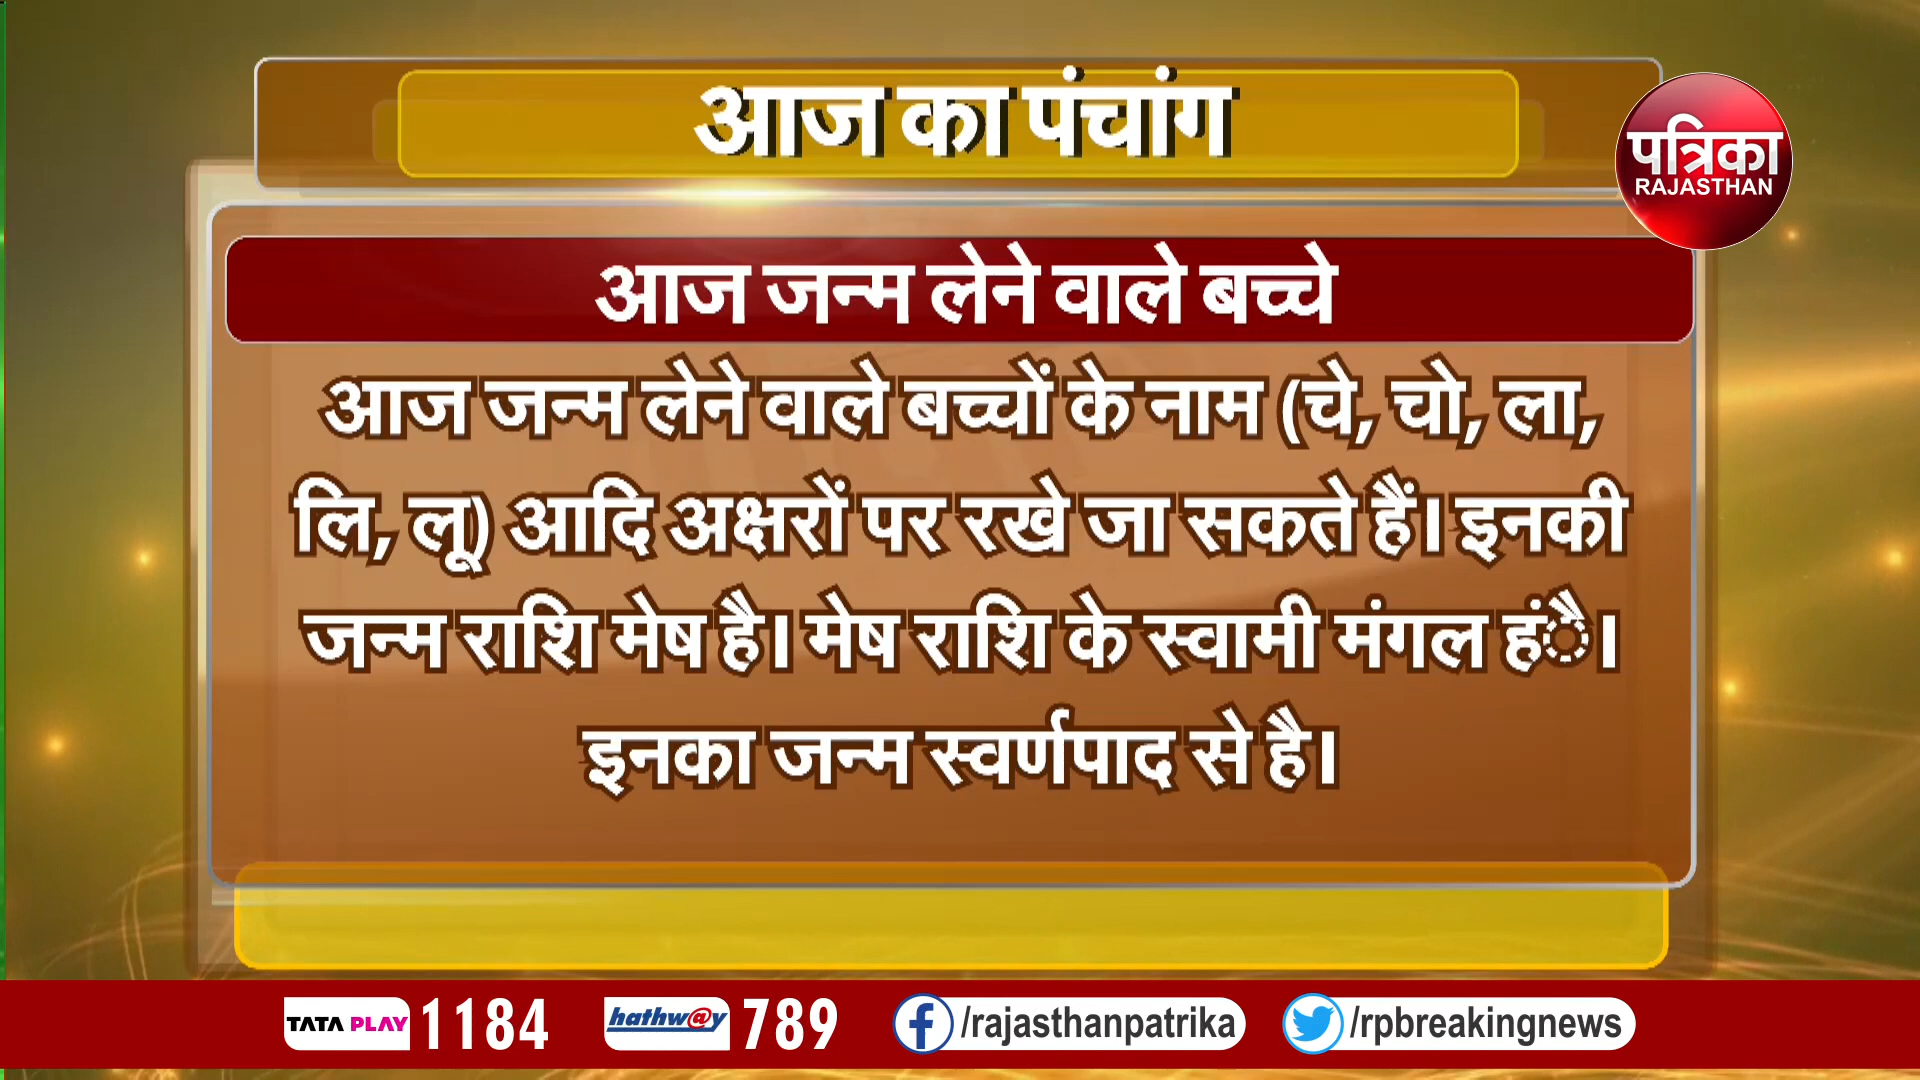 आज का पंचांग
पत्रिका
RAJASTHAN
आज जन्म लेने वाले बच्चे
आज जन्म लेने वाले बच्चों के नाम (चे, चो, ला,
लि, लू) आदि अक्षरों पर रखे जा सकते हैं। इनकी
जन्म राशि मेष है। मेष राशि के स्वामी मंगल हंै।
इनका जन्म स्वर्णपाद से है।
TATA PLAY 1184 hathw@y 789 /rajasthanpatrika /rpbreakingnews